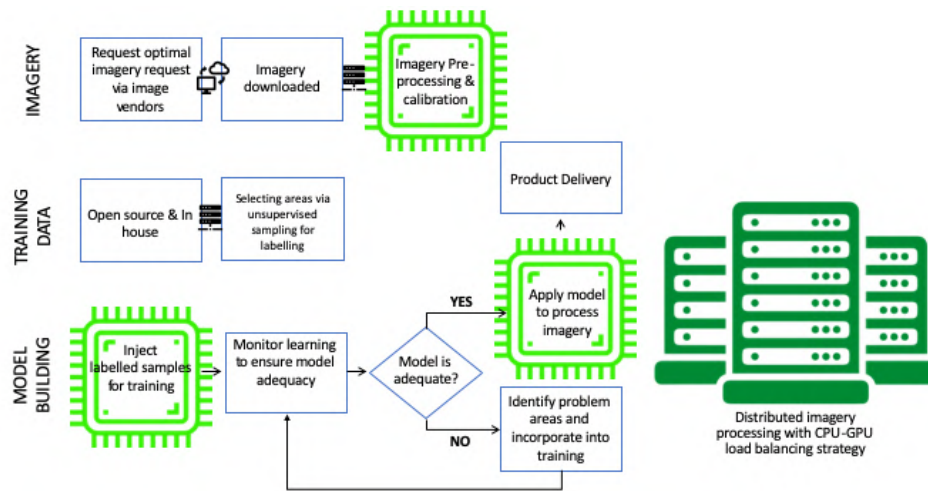 IMAGERY
Request optimal
imagery request
via image
vendors
Imagery
downloaded
Imagery Pre-
processing &
calibration
TRAINING
DATA
Open source & In
house
Selecting areas via
unsupervised
sampling for
labelling
Product Delivery
MODEL
BUILDING
Inject
labelled samples
for training
Monitor learning
to ensure model
adequacy
Model is
adequate?
YES
Apply model
to process
imagery
NO
Identify problem
areas and
incorporate into
training
Distributed imagery
processing with CPU-GPU
load balancing strategy